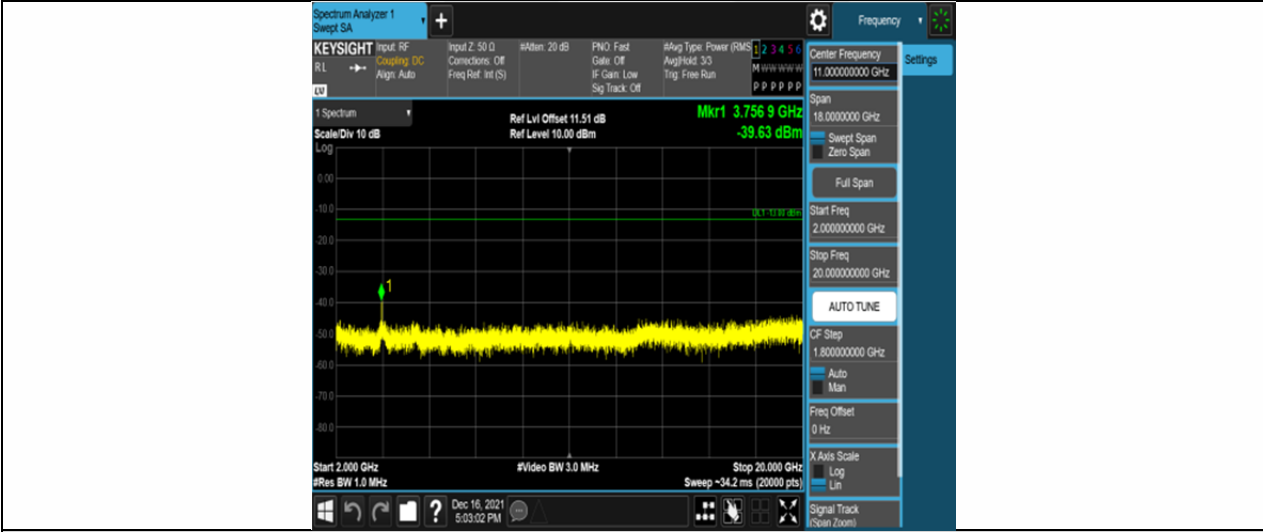 Spectrum Analyzer 1
Swept SA
+
Frequency
KEYSIGHT
RL
LV
Input: RF
Coupling: DC
Align: Auto
Input Z: 50 Ω
Corrections: Off
Freq Ref: Int (S)
#Atten: 20 dB
PNO: Fast
Gate: Off
IF Gain: Low
Sig Track: Off
#Avg Type: Power (RMS
Avg|Hold: 3/3
Trig: Free Run
1 2 3 4 5 6
M W W W W W
P P P P P P
1 Spectrum
Scale/Div 10 dB
Log
Ref Lvl Offset 11.51 dB
Ref Level 10.00 dBm
Mkr1 3.756 9 GHz
-39.63 dBm
0.00
-10.0
DL1 -13.00 dBm
-20.0
-30.0
1
-40.0
-50.0
-60.0
-70.0
-80.0
Start 2.000 GHz
#Res BW 1.0 MHz
#Video BW 3.0 MHz
Stop 20.000 GHz
Sweep ~34.2 ms (20000 pts)
Center Frequency
11.000000000 GHz
Settings
Span
18.0000000 GHz
Swept Span
Zero Span
Full Span
Start Freq
2.000000000 GHz
Stop Freq
20.000000000 GHz
AUTO TUNE
CF Step
1.800000000 GHz
Auto
Man
Freq Offset
0 Hz
X Axis Scale
Log
Lin
Signal Track
(Span Zoom)
?
Dec 16, 2021
5:03:02 PM